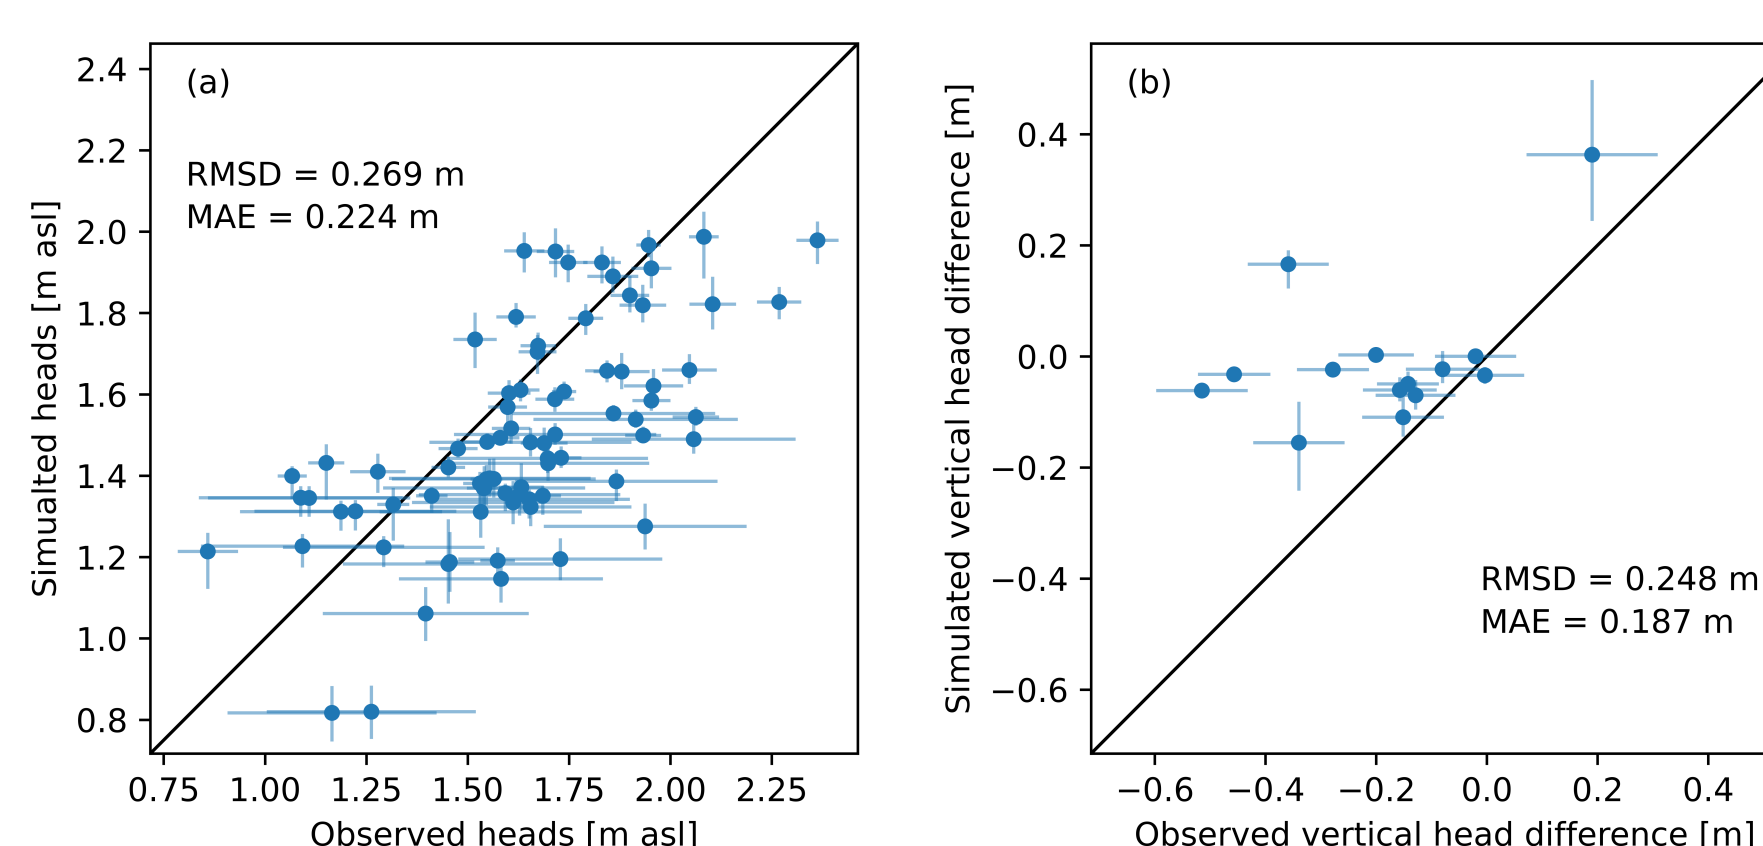 (a)
RMSD = 0.269 m
MAE = 0.224 m
Simualted heads [m asl]
2.4
2.2
2.0
1.8
1.6
1.4
1.2
1.0
0.8
0.75 1.00 1.25 1.50 1.75 2.00 2.25
Observed heads [m asl]
(b)
Simulated vertical head difference [m]
0.4
0.2
0.0
−0.2
−0.4
−0.6
RMSD = 0.248 m
MAE = 0.187 m
−0.6 −0.4 −0.2 0.0 0.2 0.4
Observed vertical head difference [m]